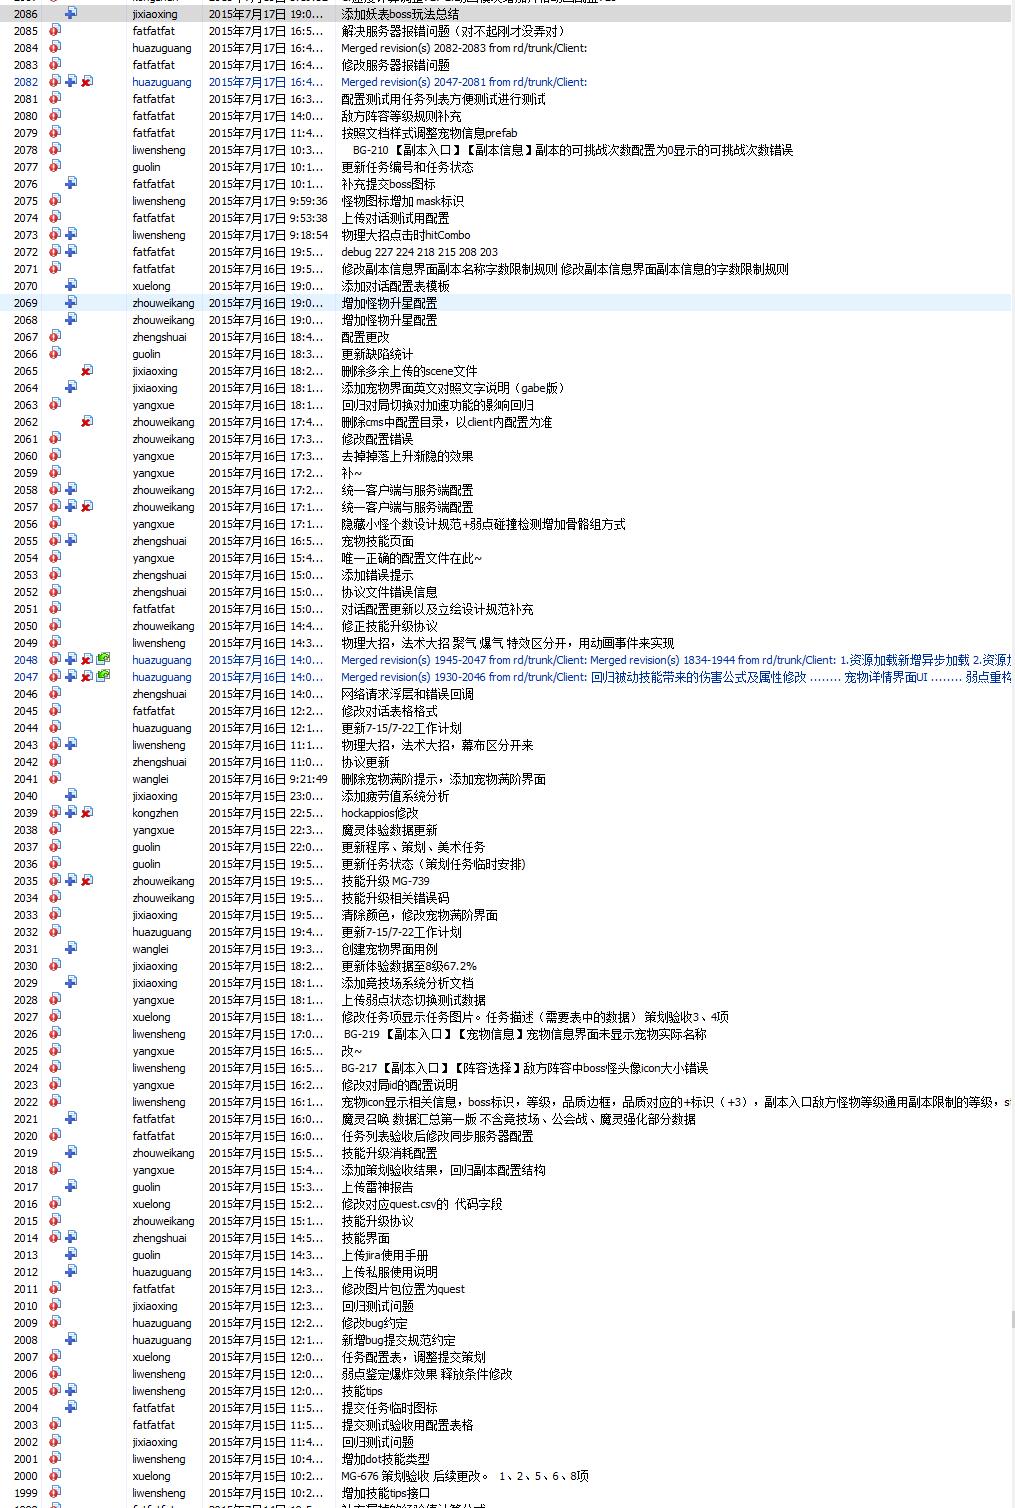 2086 jixiaoxing 2015年7月17日 19:0... 添加妖表boss玩法总结
2085 fatfatfat 2015年7月17日 16:5... 解决服务器报错问题（对不起刚才没弄对）
2084 huazuguang 2015年7月17日 16:4... Merged revision(s) 2082-2083 from rd/trunk/Client:
2083 fatfatfat 2015年7月17日 16:4... 修改服务器报错问题
2082 huazuguang 2015年7月17日 16:4... Merged revision(s) 2047-2081 from rd/trunk/Client:
2081 fatfatfat 2015年7月17日 16:3... 配置测试用任务列表方便测试进行测试
2080 fatfatfat 2015年7月17日 14:0... 敌方阵容等级规则补充
2079 fatfatfat 2015年7月17日 11:4... 按照文档样式调整宠物信息prefab
2078 liwensheng 2015年7月17日 10:3... BG-210 【副本入口】【副本信息】副本的可挑战次数配置为0显示的可挑战次数错误
2077 guolin 2015年7月17日 10:1... 更新任务编号和任务状态
2076 fatfatfat 2015年7月17日 10:1... 补充提交boss图标
2075 liwensheng 2015年7月17日 9:59:36 怪物图标增加 mask标识
2074 fatfatfat 2015年7月17日 9:53:38 上传对话测试用配置
2073 liwensheng 2015年7月17日 9:18:54 物理大招点击时hitCombo
2072 fatfatfat 2015年7月16日 19:5... debug 227 224 218 215 208 203
2071 fatfatfat 2015年7月16日 19:5... 修改副本信息界面副本名称字数限制规则 修改副本信息界面副本信息的字数限制规则
2070 xuelong 2015年7月16日 19:0... 添加对话配置表模板
2069 zhouweikang 2015年7月16日 19:0... 增加怪物升星配置
2068 zhouweikang 2015年7月16日 19:0... 增加怪物升星配置
2067 zhengshuai 2015年7月16日 18:4... 配置更改
2066 guolin 2015年7月16日 18:3... 更新缺陷统计
2065 jixiaoxing 2015年7月16日 18:2... 删除多余上传的scene文件
2064 jixiaoxing 2015年7月16日 18:1... 添加宠物界面英文对照文字说明（gabe版）
2063 yangxue 2015年7月16日 18:1... 回归对局切换对加速功能的影响回归
2062 zhouweikang 2015年7月16日 17:4... 删除cms中配置目录，以client内配置为准
2061 zhouweikang 2015年7月16日 17:3... 修改配置错误
2060 yangxue 2015年7月16日 17:3... 去掉掉落上升渐隐的效果
2059 yangxue 2015年7月16日 17:2... 补~
2058 zhouweikang 2015年7月16日 17:2... 统一客户端与服务端配置
2057 zhouweikang 2015年7月16日 17:1... 统一客户端与服务端配置
2056 yangxue 2015年7月16日 17:1... 隐藏小怪个数设计规范+弱点碰撞检测增加骨骼组方式
2055 zhengshuai 2015年7月16日 16:5... 宠物技能页面
2054 yangxue 2015年7月16日 15:4... 唯一正确的配置文件在此~
2053 zhengshuai 2015年7月16日 15:0... 添加错误提示
2052 zhengshuai 2015年7月16日 15:0... 协议文件错误信息
2051 fatfatfat 2015年7月16日 15:0... 对话配置更新以及立绘设计规范补充
2050 zhouweikang 2015年7月16日 14:4... 修正技能升级协议
2049 liwensheng 2015年7月16日 14:3... 物理大招，法术大招 聚气 爆气 特效区分开，用动画事件来实现
2048 huazuguang 2015年7月16日 14:0... Merged revision(s) 1945-2047 from rd/trunk/Client: Merged revision(s) 1834-1944 from rd/trunk/Client: 1.资源加载新增异步加载 2.资源
2047 huazuguang 2015年7月16日 14:0... Merged revision(s) 1930-2046 from rd/trunk/Client: 回归被动技能带来的伤害公式及属性修改 ........ 宠物详情界面UI ........ 弱点重构
2046 zhengshuai 2015年7月16日 14:0... 网络请求浮层和错误回调
2045 fatfatfat 2015年7月16日 12:2... 修改对话表格格式
2044 huazuguang 2015年7月16日 12:1... 更新7-15/7-22工作计划
2043 liwensheng 2015年7月16日 11:1... 物理大招，法术大招，幕布区分开来
2042 zhengshuai 2015年7月16日 11:0... 协议更新
2041 wanglei 2015年7月16日 9:21:49 删除宠物满阶提示，添加宠物满阶界面
2040 jixiaoxing 2015年7月15日 23:0... 添加疲劳值系统分析
2039 kongzhen 2015年7月15日 22:5... hockappios修改
2038 yangxue 2015年7月15日 22:3... 魔灵体验数据更新
2037 guolin 2015年7月15日 22:0... 更新程序、策划、美术任务
2036 guolin 2015年7月15日 19:5... 更新任务状态（策划任务临时安排)
2035 zhouweikang 2015年7月15日 19:5... 技能升级 MG-739
2034 zhouweikang 2015年7月15日 19:5... 技能升级相关错误码
2033 jixiaoxing 2015年7月15日 19:5... 清除颜色，修改宠物满阶界面
2032 huazuguang 2015年7月15日 19:4... 更新7-15/7-22工作计划
2031 wanglei 2015年7月15日 19:3... 创建宠物界面用例
2030 jixiaoxing 2015年7月15日 18:2... 更新体验数据至8级67.2%
2029 jixiaoxing 2015年7月15日 18:1... 添加竞技场系统分析文档
2028 yangxue 2015年7月15日 18:1... 上传弱点状态切换测试数据
2027 xuelong 2015年7月15日 18:1... 修改任务项显示任务图片。任务描述（需要表中的数据） 策划验收3、4项
2026 liwensheng 2015年7月15日 17:0... BG-219 【副本入口】【宠物信息】宠物信息界面未显示宠物实际名称
2025 yangxue 2015年7月15日 16:5... 改~
2024 liwensheng 2015年7月15日 16:5... BG-217 【副本入口】【阵容选择】敌方阵容中boss怪头像icon大小错误
2023 yangxue 2015年7月15日 16:2... 修改对局id的配置说明
2022 liwensheng 2015年7月15日 16:1... 宠物icon显示相关信息，boss标识，等级，品质边框，品质对应的+标识（+3），副本入口敌方怪物等级通用副本限制的等级，s
2021 fatfatfat 2015年7月15日 16:0... 魔灵召唤 数据汇总第一版 不含竞技场、公会战、魔灵强化部分数据
2020 fatfatfat 2015年7月15日 16:0... 任务列表验收后修改同步服务器配置
2019 zhouweikang 2015年7月15日 15:5... 技能升级消耗配置
2018 yangxue 2015年7月15日 15:4... 添加策划验收结果，回归副本配置结构
2017 guolin 2015年7月15日 15:3... 上传雷神报告
2016 xuelong 2015年7月15日 15:2... 修改对应quest.csv的 代码字段
2015 zhouweikang 2015年7月15日 15:1... 技能升级协议
2014 zhengshuai 2015年7月15日 14:5... 技能界面
2013 guolin 2015年7月15日 14:3... 上传jira使用手册
2012 huazuguang 2015年7月15日 14:3... 上传私服使用说明
2011 fatfatfat 2015年7月15日 12:3... 修改图片包位置为quest
2010 jixiaoxing 2015年7月15日 12:3... 回归测试问题
2009 huazuguang 2015年7月15日 12:2... 修改bug约定
2008 huazuguang 2015年7月15日 12:1... 新增bug提交规范约定
2007 xuelong 2015年7月15日 12:0... 任务配置表，调整提交策划
2006 liwensheng 2015年7月15日 12:0... 弱点鉴定爆炸效果 释放条件修改
2005 liwensheng 2015年7月15日 12:0... 技能tips
2004 fatfatfat 2015年7月15日 11:5... 提交任务临时图标
2003 fatfatfat 2015年7月15日 11:5... 提交测试验收用配置表格
2002 jixiaoxing 2015年7月15日 11:4... 回归测试问题
2001 liwensheng 2015年7月15日 10:4... 增加dot技能类型
2000 xuelong 2015年7月15日 10:2... MG-676 策划验收 后续更改。 1、2、5、6、8项
1999 liwensheng 2015年7月15日 10:2... 增加技能tips接口